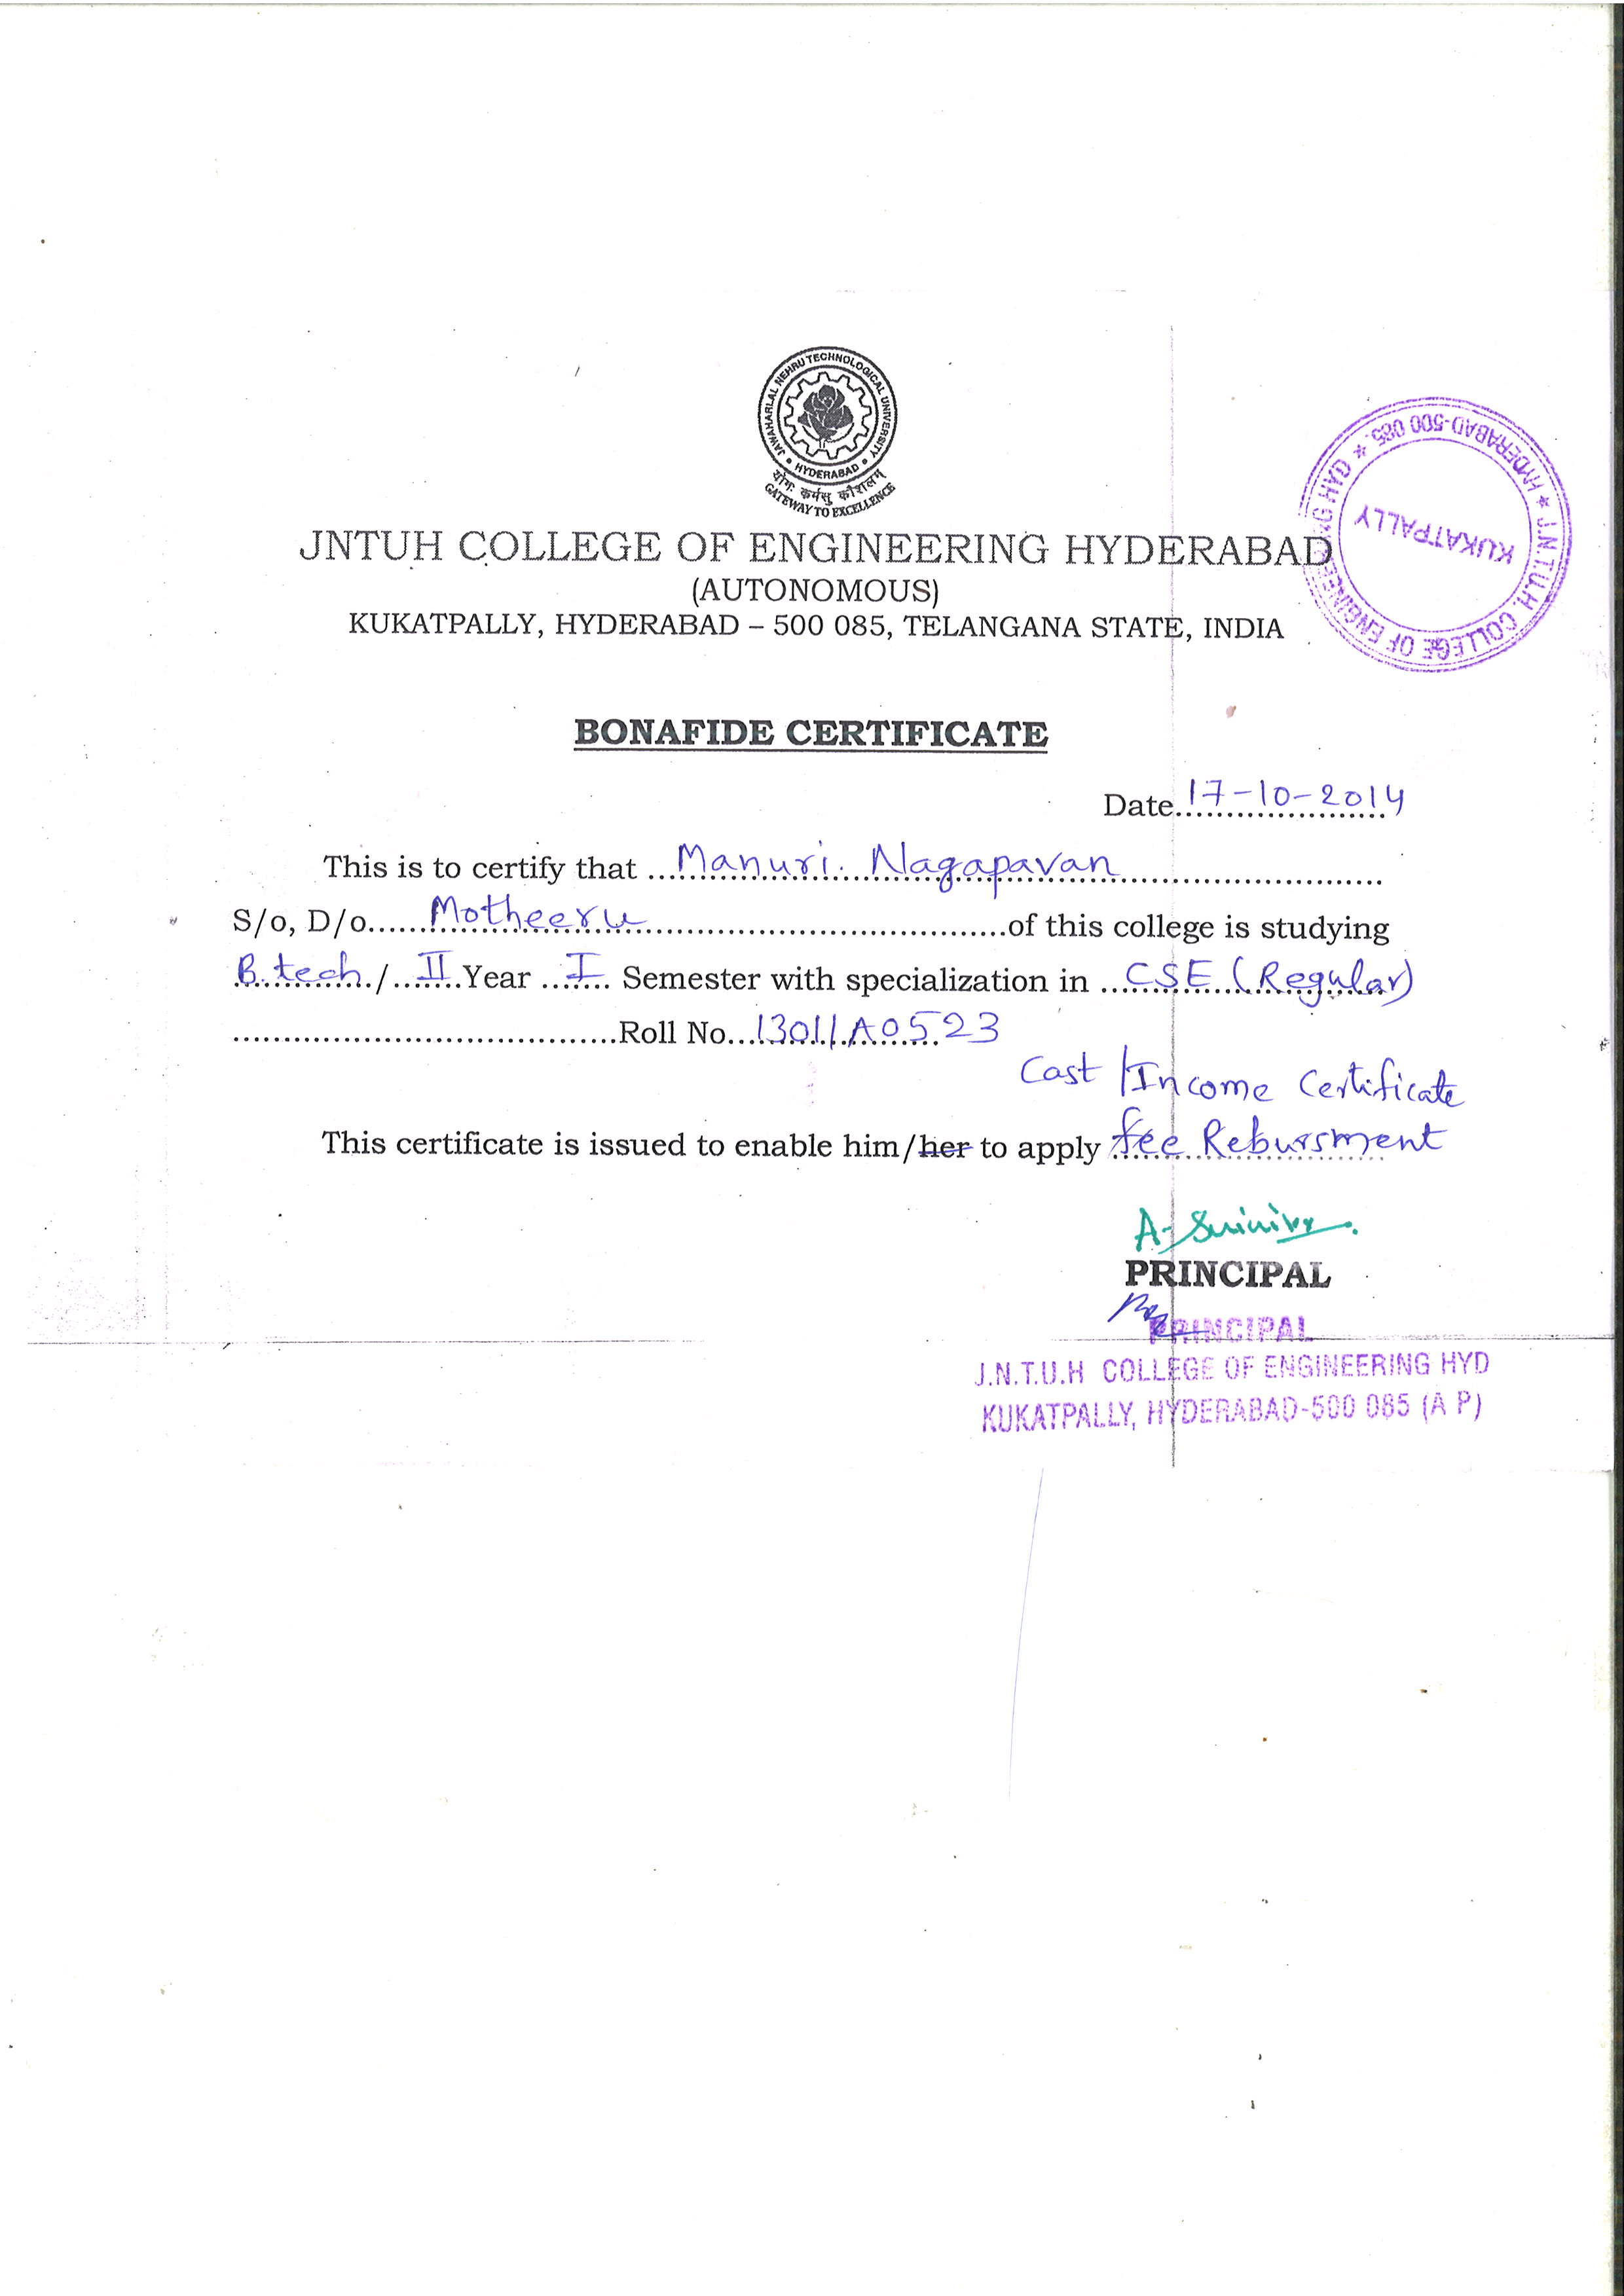 JAWAHARLAL NEHRU TECHNOLOGICAL UNIVERSITY
HYDERABAD
योगः कर्मसु कौशलम्
GATEWAY TO EXCELLENCE
JNTUH COLLEGE OF ENGINEERING HYDERABAD
(AUTONOMOUS)
KUKATPALLY, HYDERABAD – 500 085, TELANGANA STATE, INDIA
J.N.T.U.H. COLLEGE OF ENGINEERING HYD * HYDERABAD-500 085. *
KUKATPALLY
BONAFIDE CERTIFICATE
Date 17-10-2014
This is to certify that Manuri. Nagapavan
S/o, D/o Motheeru of this college is studying
B.tech / II Year I Semester with specialization in CSE (Regular)
Roll No. 13011A0523
Cast / Income Certificate
This certificate is issued to enable him/her to apply fee Rebursment
A. Srinivas
PRINCIPAL
PRINCIPAL
J.N.T.U.H COLLEGE OF ENGINEERING HYD
KUKATPALLY, HYDERABAD-500 085 (A P)